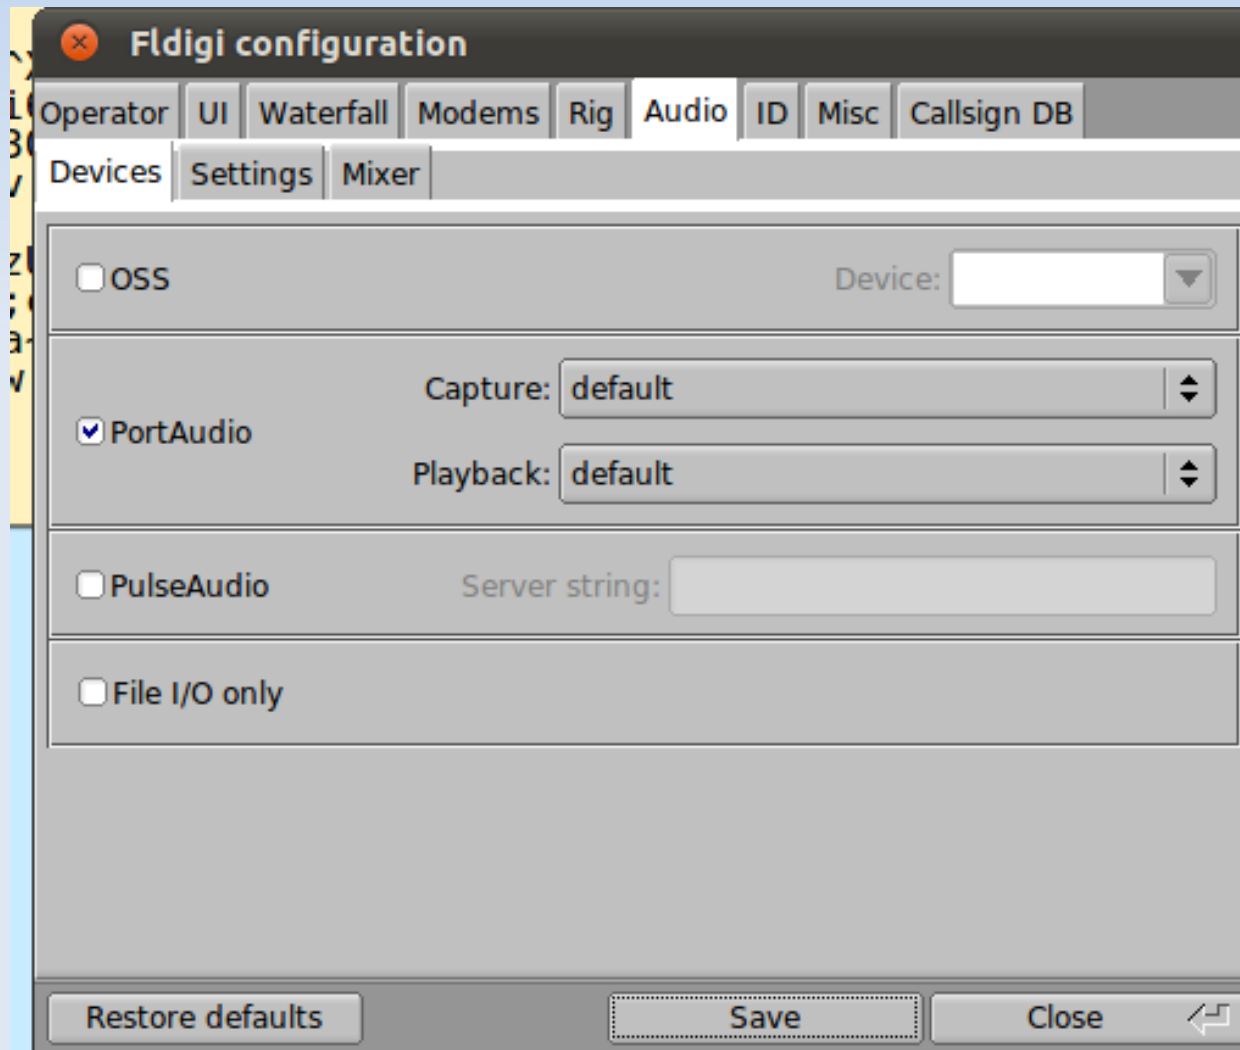 Fldigi configuration
Operator UI Waterfall Modems Rig Audio ID Misc Callsign DB
Devices Settings Mixer
OSS Device:
Capture: default
PortAudio
Playback: default
PulseAudio Server string:
File I/O only
Restore defaults Save Close